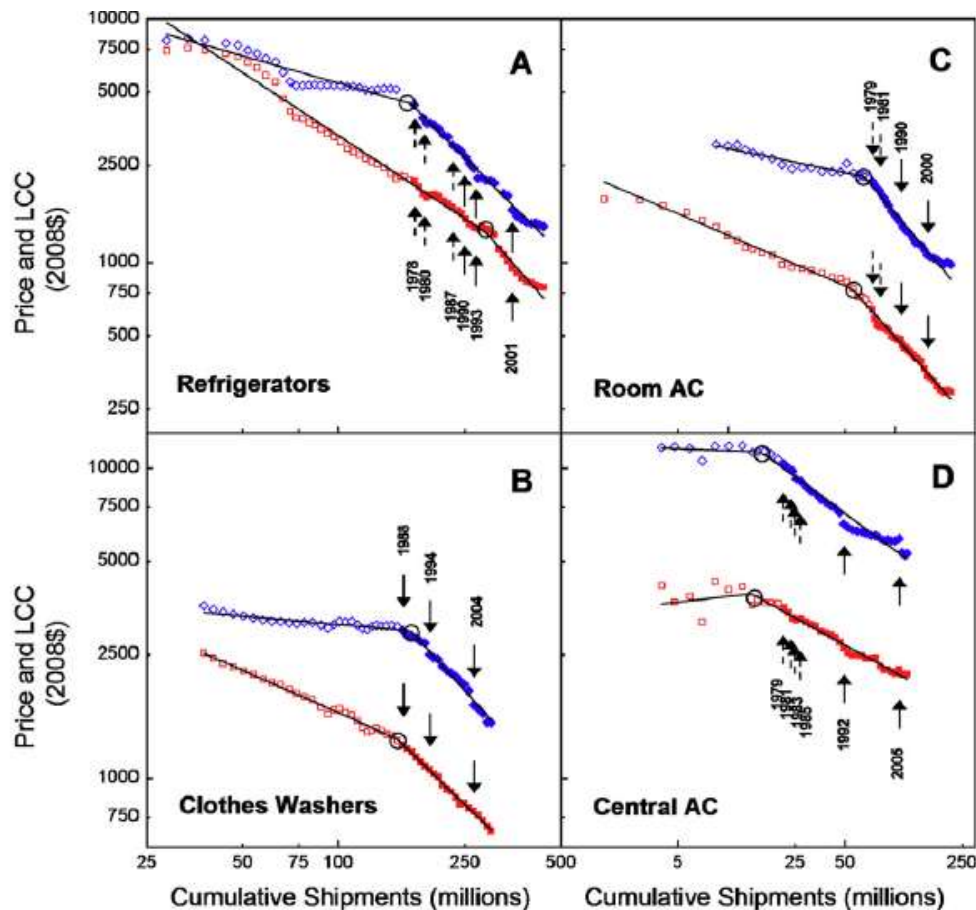 10000
7500
5000
2500
1000
750
500
250
Price and LCC
(2008$)
A
1978
1980
1987
1990
1993
2001
Refrigerators
C
1979
1981
1990
2000
Room AC
10000
7500
5000
2500
1000
750
Price and LCC
(2008$)
B
1988
1994
2004
Clothes Washers
D
1979
1981
1983
1985
1992
2005
Central AC
25 50 75 100 250 500
5 25 50 250
Cumulative Shipments (millions) Cumulative Shipments (millions)